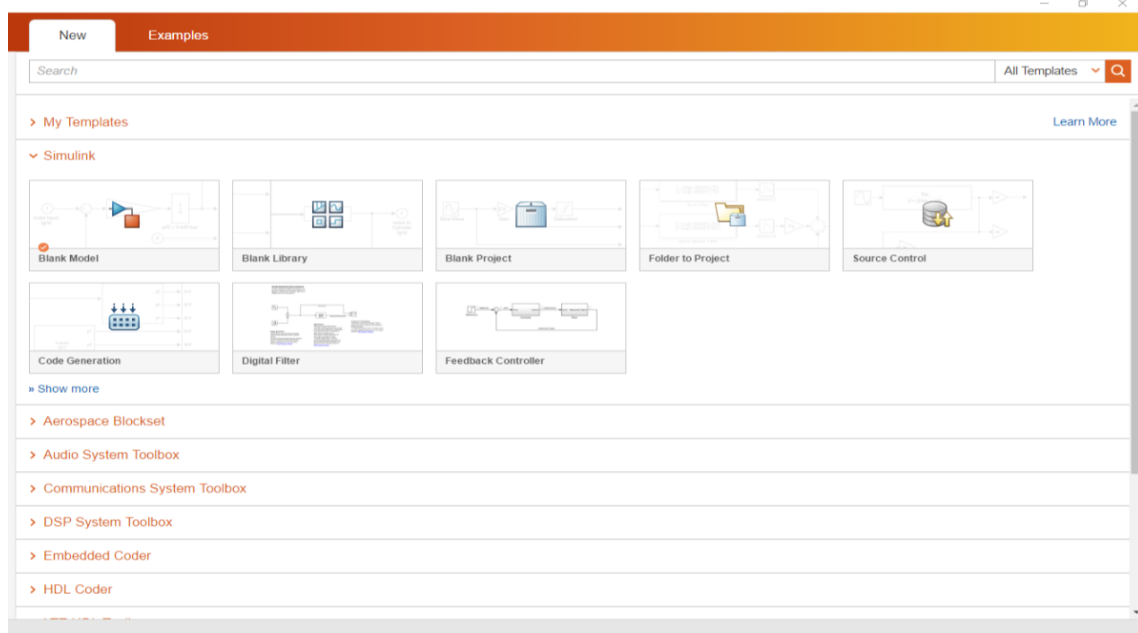 New Examples
Search All Templates
My Templates Learn More
Simulink
Blank Model Blank Library Blank Project Folder to Project Source Control
Code Generation Digital Filter Feedback Controller
» Show more
Aerospace Blockset
Audio System Toolbox
Communications System Toolbox
DSP System Toolbox
Embedded Coder
HDL Coder